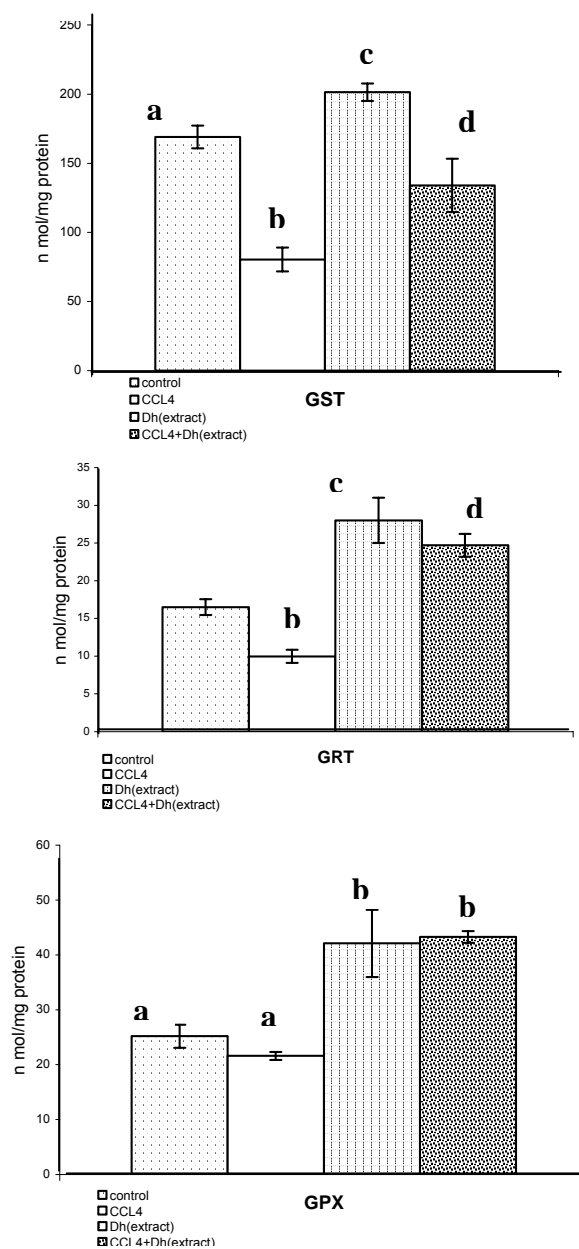 250
c
200
a
d
150
n mol/mg protein
b
100
50
0
control
CCL4
Dh(extract)
CCL4+Dh(extract)
GST
35
c
30
d
25
n mol/mg protein
20
15
b
10
5
0
control
CCL4
Dh(extract)
CCL4+Dh(extract)
GRT
60
b
b
50
40
n mol/mg protein
30
a
a
20
10
0
control
CCL4
Dh(extract)
CCL4+Dh(extract)
GPX